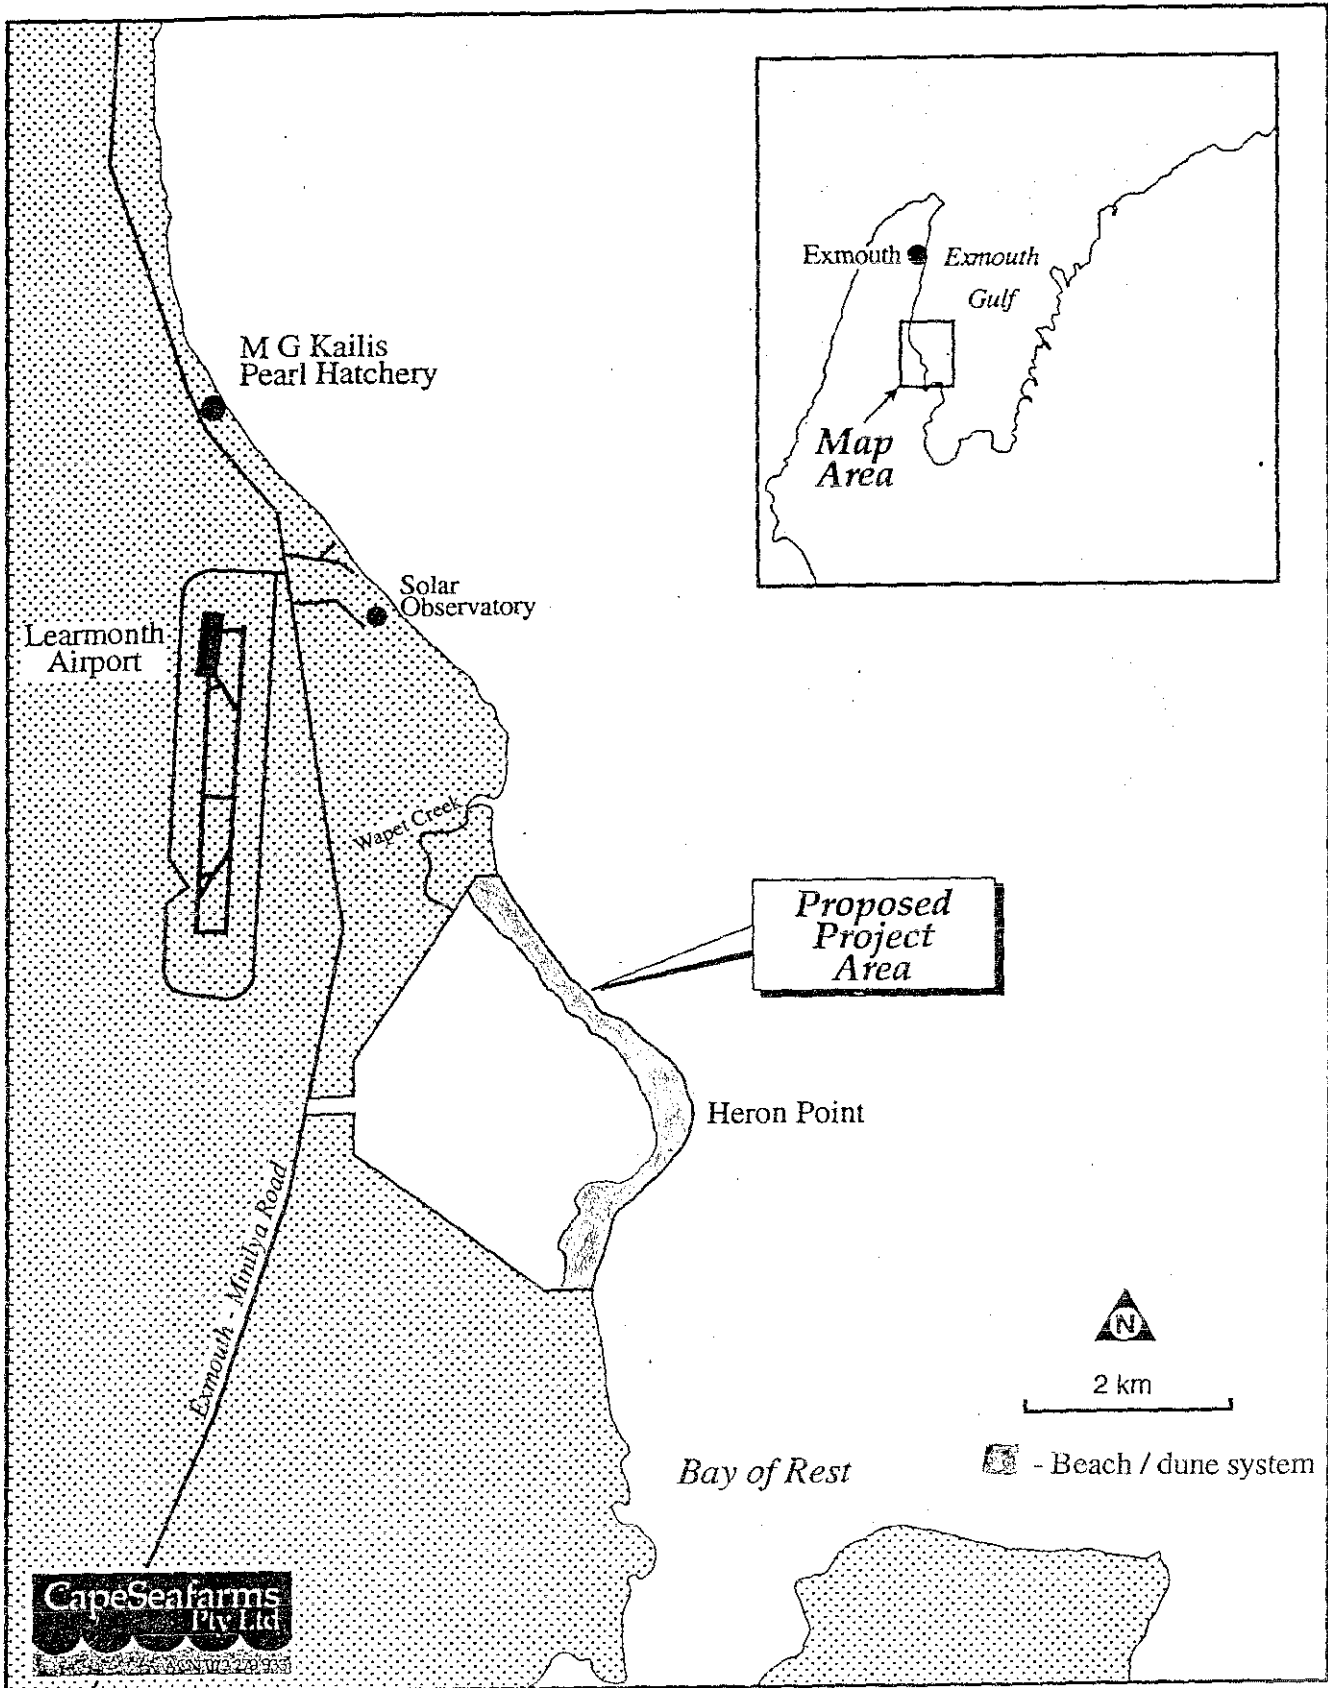 M G Kailis
Pearl Hatchery
Exmouth
Exmouth
Gulf
Map
Area
Solar
Observatory
Learmonth
Airport
Wapet Creek
Proposed
Project
Area
Heron Point
Exmouth - Minilya Road
N
2 km
Bay of Rest
- Beach / dune system
CapeSeafarms
Pty Ltd